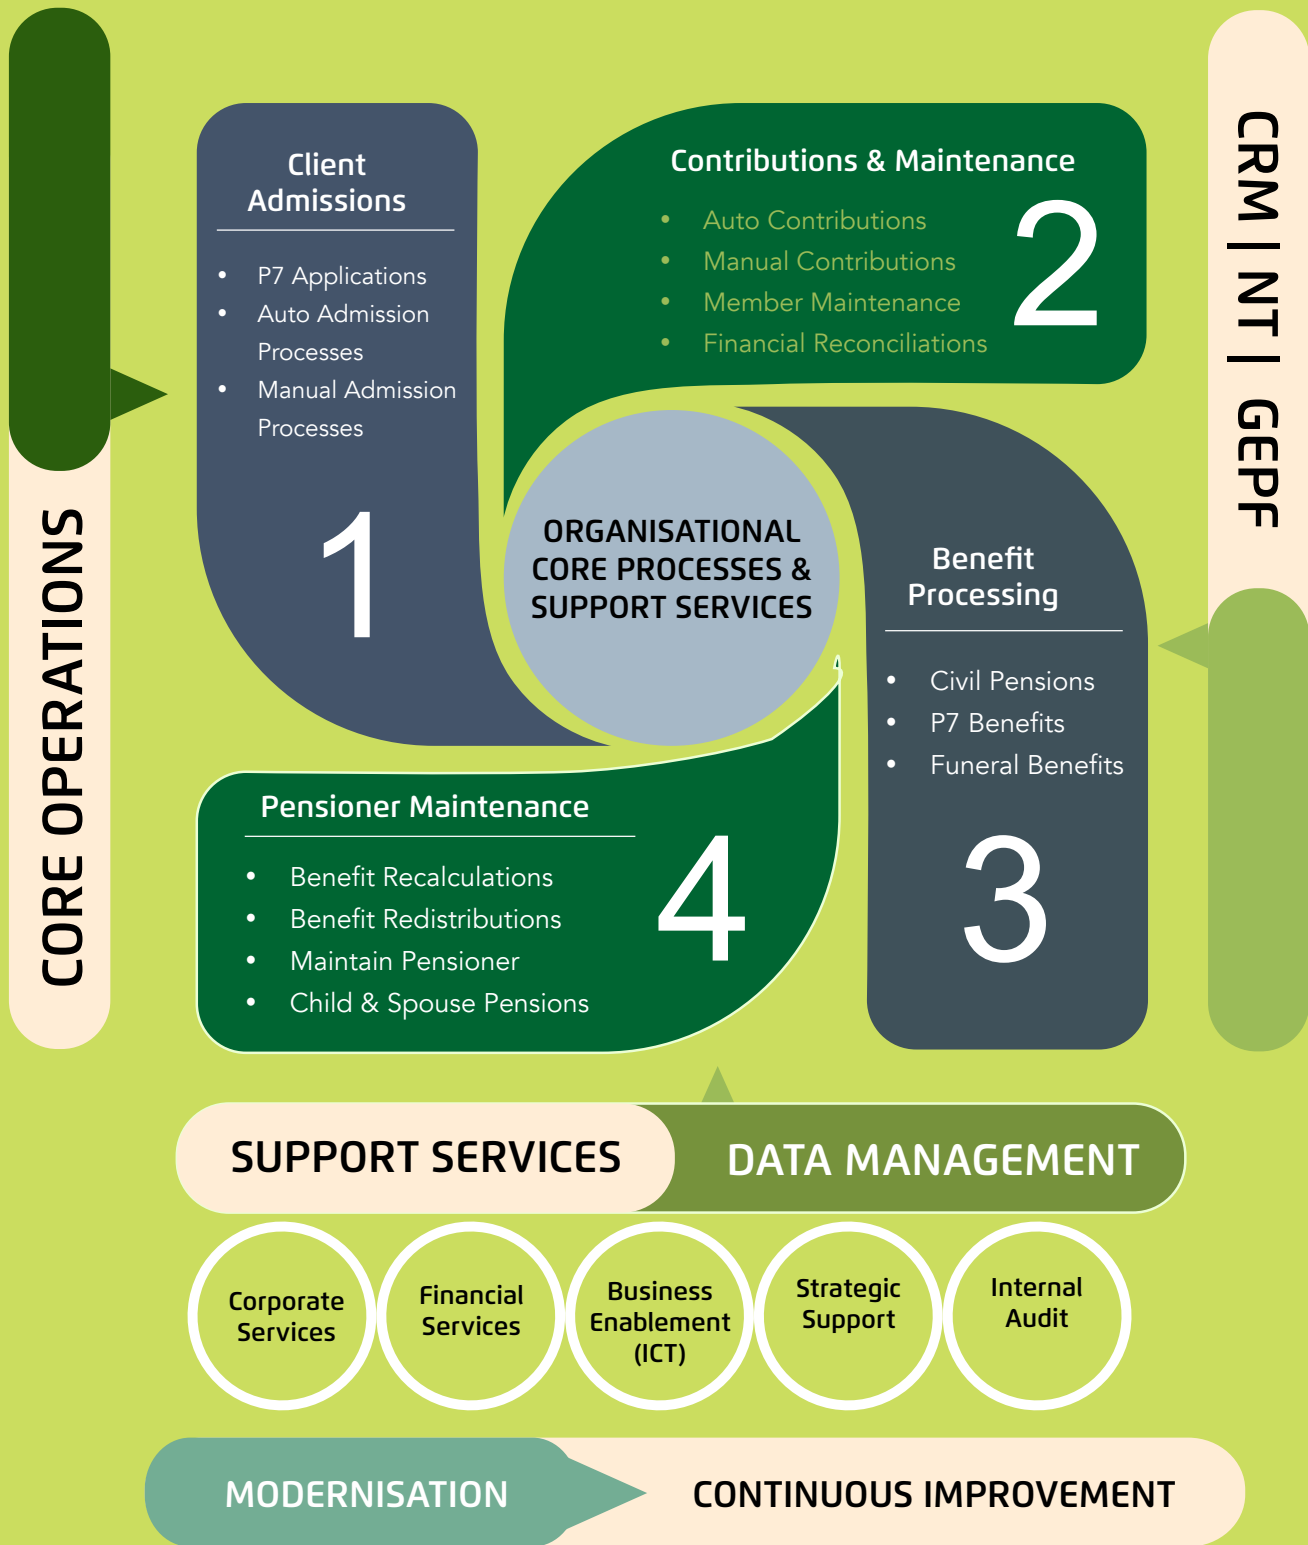 CORE OPERATIONS
Client
Admissions
• P7 Applications
• Auto Admission
Processes
• Manual Admission
Processes
1
Contributions & Maintenance
• Auto Contributions
• Manual Contributions
• Member Maintenance
• Financial Reconciliations
2
CRM | NT | GEPF
ORGANISATIONAL
CORE PROCESSES &
SUPPORT SERVICES
Benefit
Processing
• Civil Pensions
• P7 Benefits
• Funeral Benefits
3
Pensioner Maintenance
• Benefit Recalculations
• Benefit Redistributions
• Maintain Pensioner
• Child & Spouse Pensions
4
SUPPORT SERVICES
DATA MANAGEMENT
Corporate
Services
Financial
Services
Business
Enablement
(ICT)
Strategic
Support
Internal
Audit
MODERNISATION
CONTINUOUS IMPROVEMENT